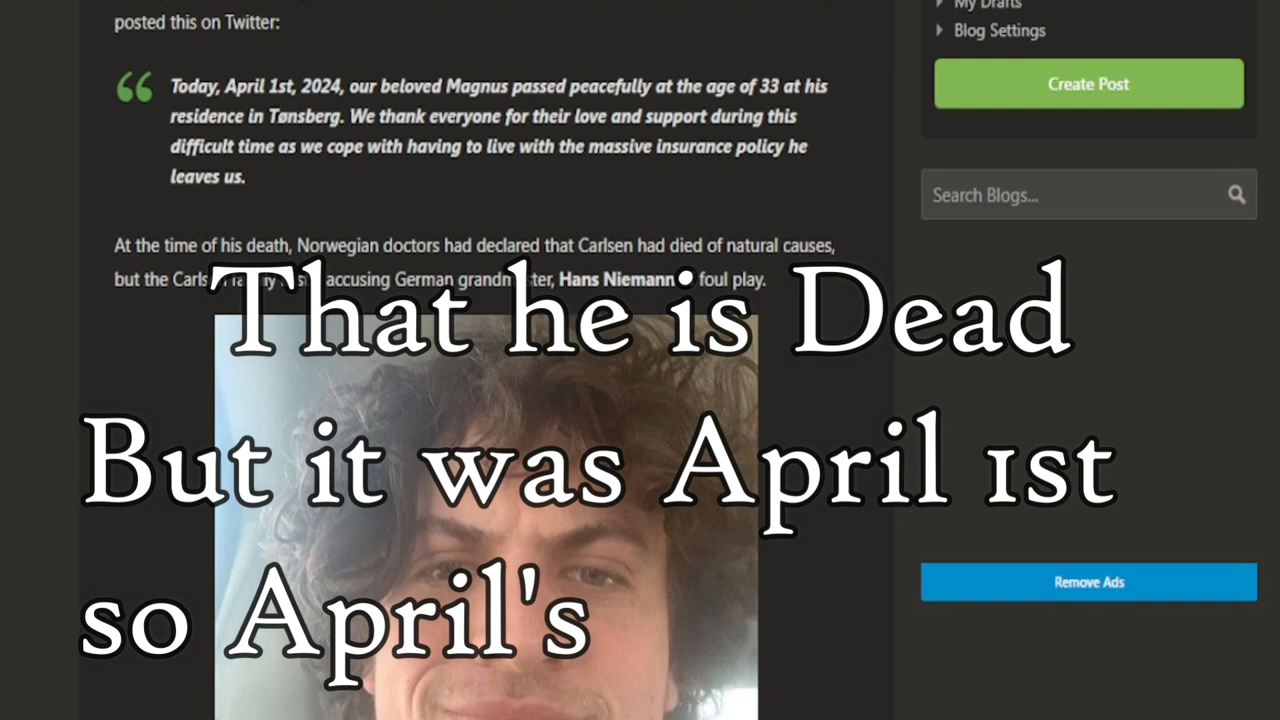 posted this on Twitter:
Today, April 1st, 2024, our beloved Magnus passed peacefully at the age of 33 at his
residence in Tønsberg. We thank everyone for their love and support during this
difficult time as we cope with having to live with the massive insurance policy he
leaves us.
At the time of his death, Norwegian doctors had declared that Carlsen had died of natural causes,
but the accusing German Hans Niemann foul play.
That he is Dead
But it was April 1st
so April's
My Drafts
Blog Settings
Create Post
Search Blogs...
Remove Ads